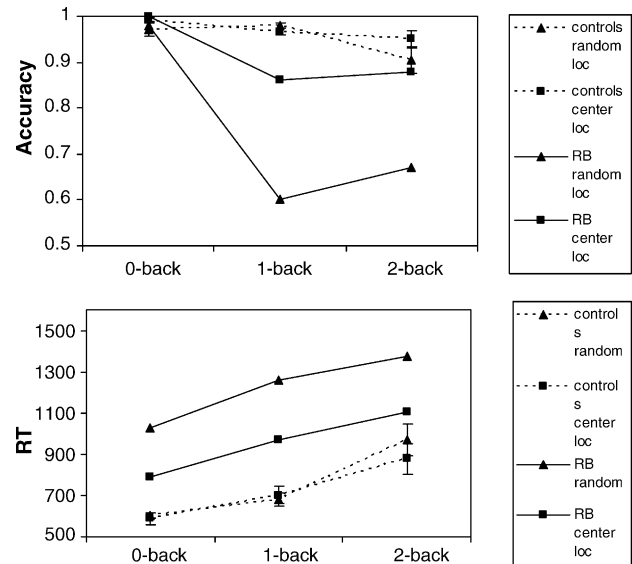 1
0.9
0.8
0.7
0.6
0.5
Accuracy
0-back 1-back 2-back
controls
random
loc
controls
center
loc
RB
random
loc
RB
center
loc
1500
1300
1100
900
700
500
RT
0-back 1-back 2-back
control
s
random
control
s
center
loc
RB
random
RB
center
loc